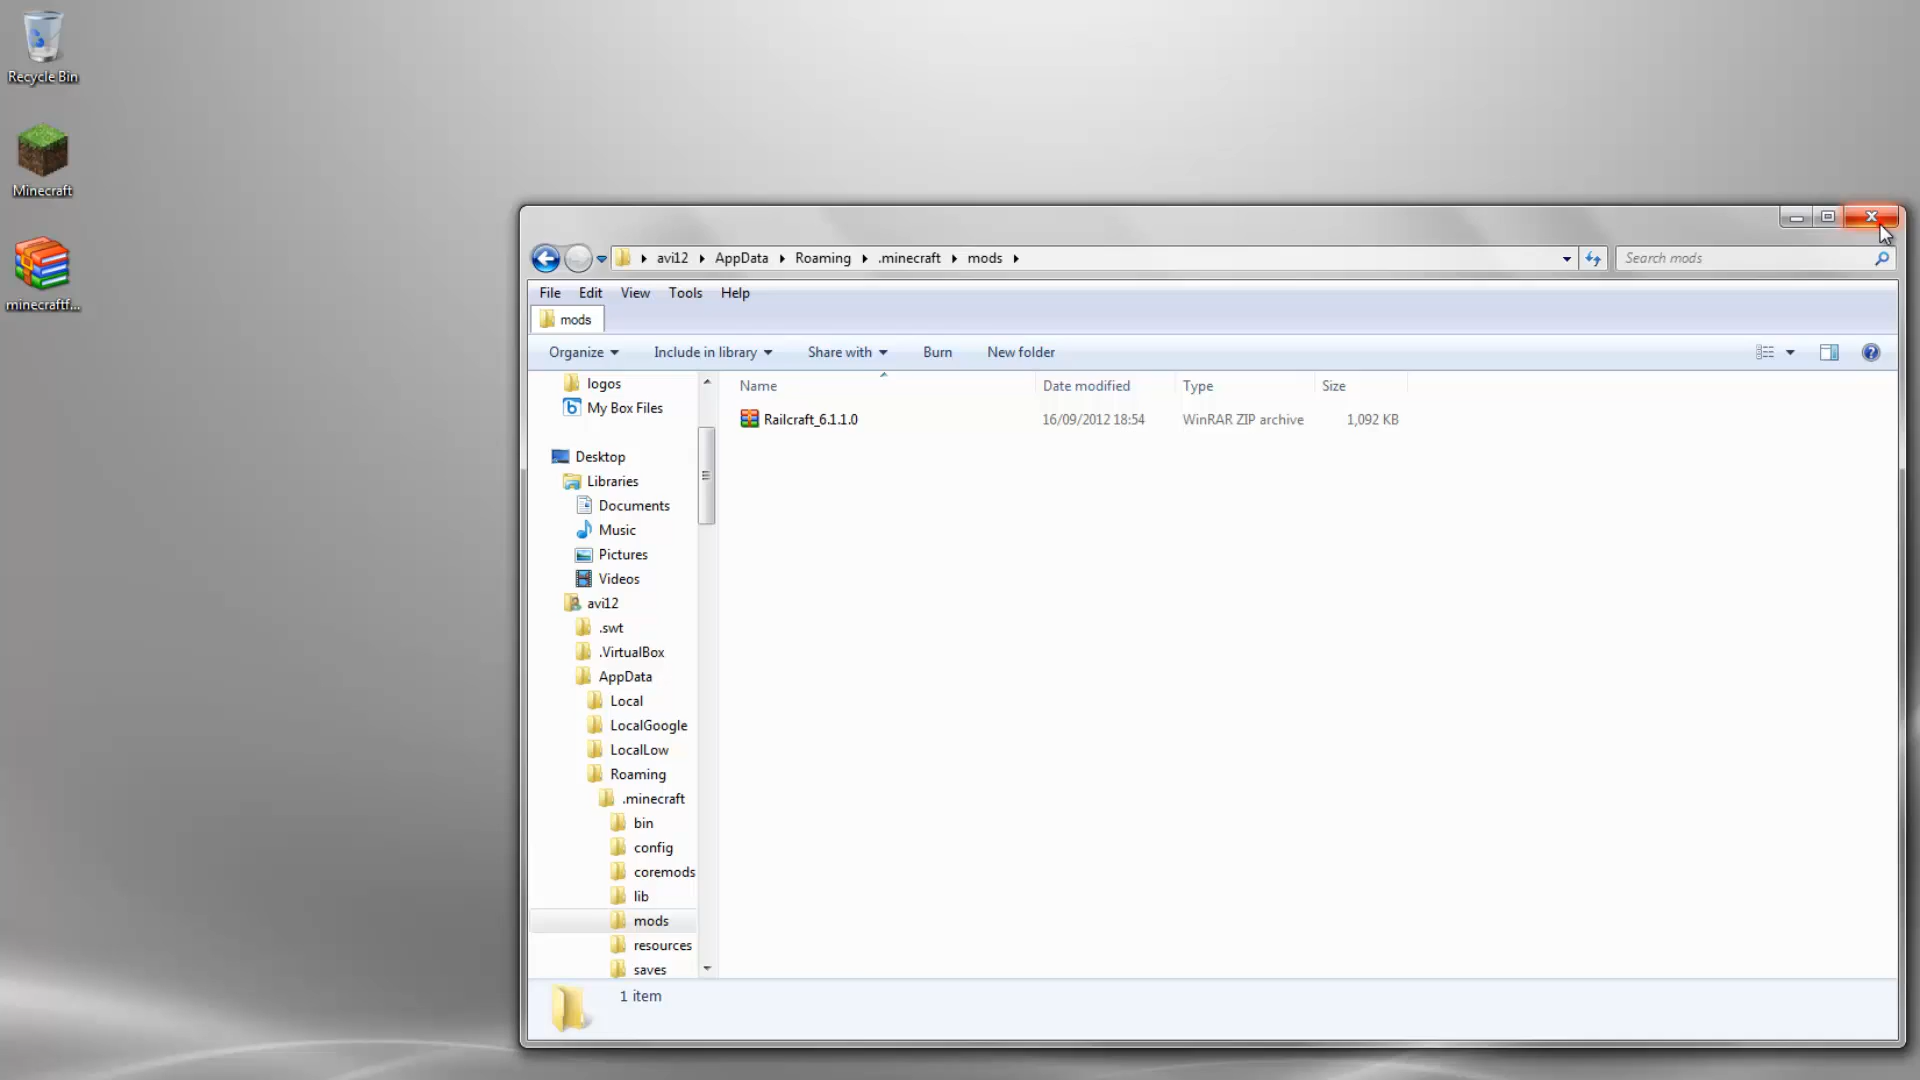 Recycle Bin
Minecraft
minecraftf...
avi12 AppData Roaming .minecraft mods
Search mods
File Edit View Tools Help
mods
Organize Include in library Share with Burn New folder
Name Date modified Type Size
Railcraft_6.1.1.0 16/09/2012 18:54 WinRAR ZIP archive 1,092 KB
logos
My Box Files
Desktop
Libraries
Documents
Music
Pictures
Videos
avi12
.swt
.VirtualBox
AppData
Local
LocalGoogle
LocalLow
Roaming
.minecraft
bin
config
coremods
lib
mods
resources
saves
1 item